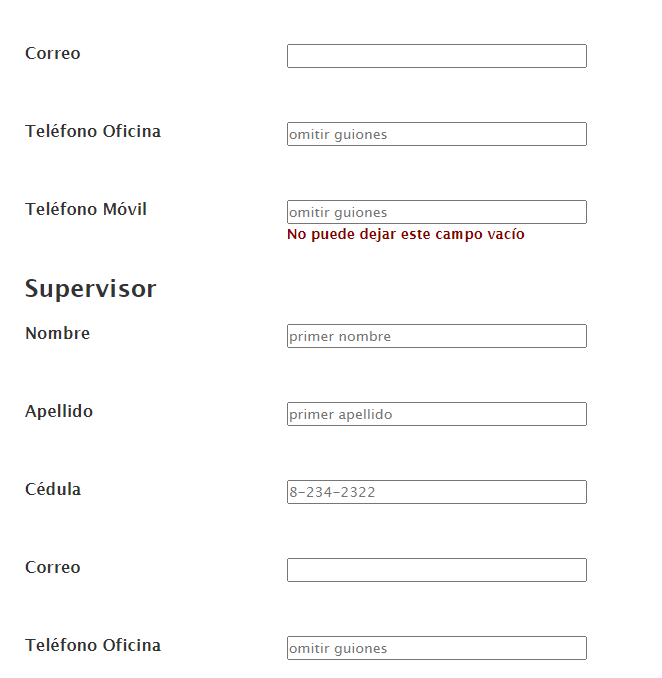 Correo
Teléfono Oficina omitir guiones
Teléfono Móvil omitir guiones
No puede dejar este campo vacío
Supervisor
Nombre primer nombre
Apellido primer apellido
Cédula 8-234-2322
Correo
Teléfono Oficina omitir guiones